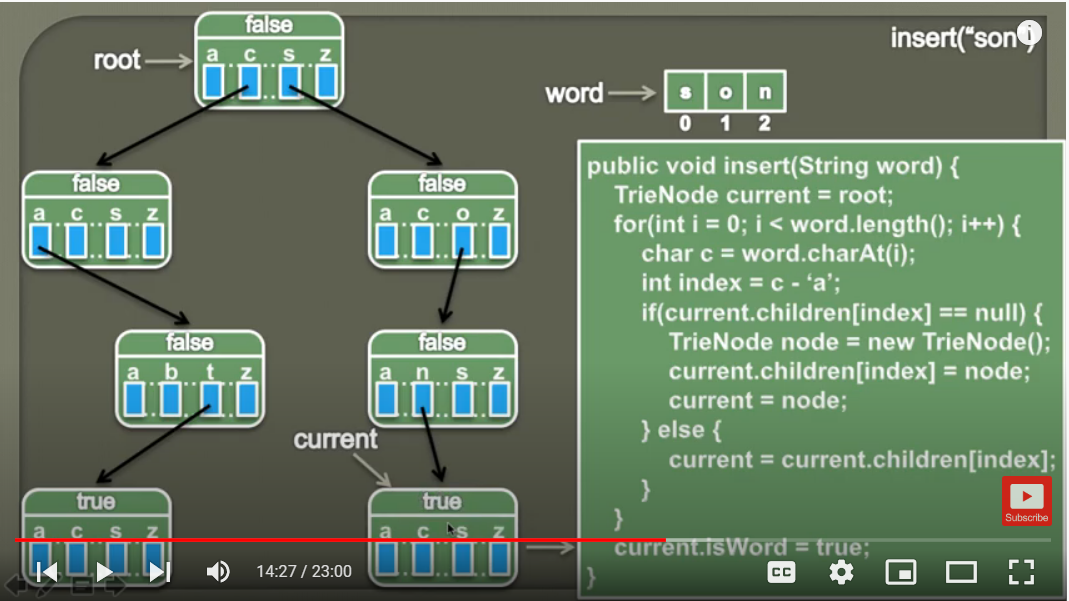 false
a c s z
root
insert("son")
word
s o n
0 1 2
false
a c s z
false
a c o z
false
a b t z
false
a n s z
current
true
a c s z
true
a c s z
public void insert(String word) {
TrieNode current = root;
for(int i = 0; i < word.length(); i++) {
char c = word.charAt(i);
int index = c - ‘a’;
if(current.children[index] == null) {
TrieNode node = new TrieNode();
current.children[index] = node;
current = node;
} else {
current = current.children[index];
}
}
current.isWord = true;
}
Subscribe
14:27 / 23:00
CC